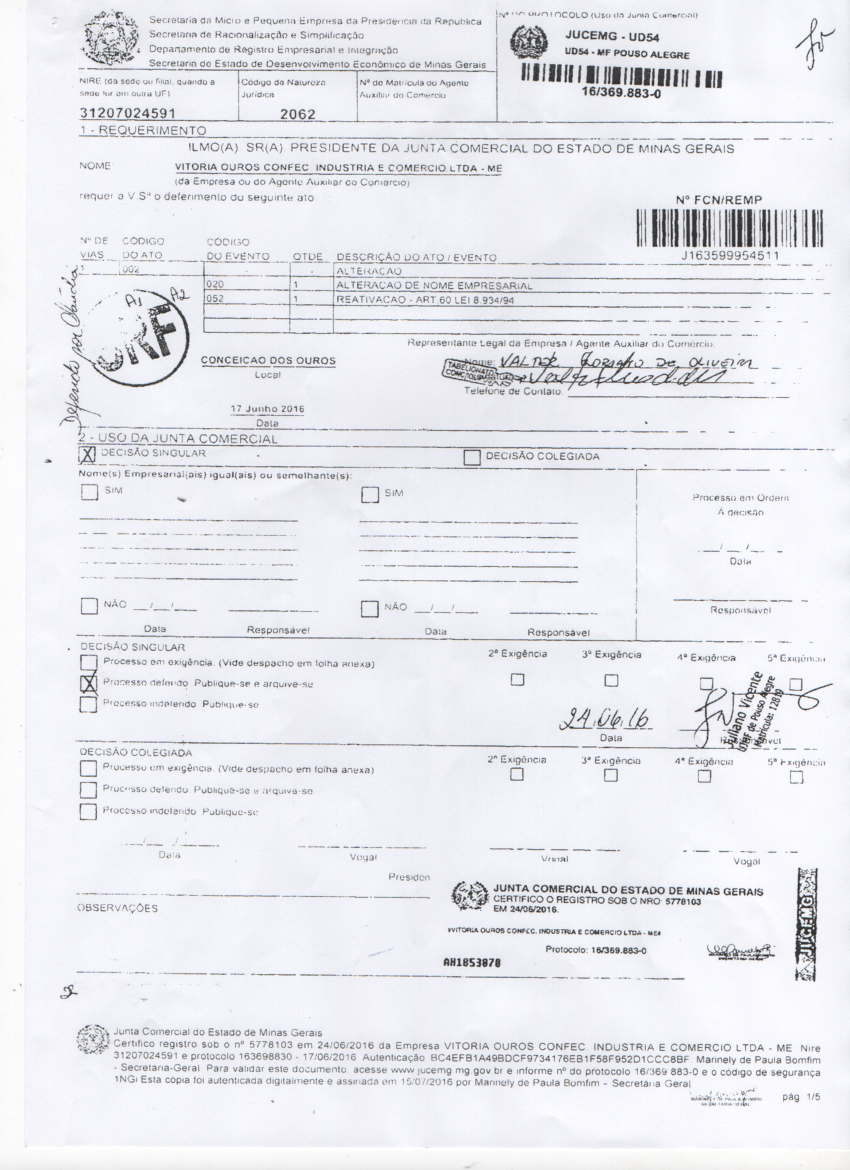 Secretaria da Micro e Pequena Empresa da Presidência da República
Secretaria de Racionalização e Simplificação
Departamento de Registro Empresarial e Integração
Secretaria de Estado de Desenvolvimento Econômico de Minas Gerais
Nº DO PROTOCOLO (Uso da Junta Comercial)
JUCEMG - UD54
UD54 - MF POUSO ALEGRE
16/369.883-0
NIRE (da sede ou filial, quando a sede for em outra UF)
Código da Natureza Jurídica
Nº de Matrícula do Agente Auxiliar do Comércio
31207024591
2062
1 - REQUERIMENTO
ILMO(A). SR(A). PRESIDENTE DA JUNTA COMERCIAL DO ESTADO DE MINAS GERAIS
NOME
VITORIA OUROS CONFEC INDUSTRIA E COMERCIO LTDA - ME
(da Empresa ou do Agente Auxiliar do Comércio)
requer a V.Sª o deferimento do seguinte ato
Nº FCN/REMP
J163599954511
Nº DE VIAS
CÓDIGO DO ATO
CÓDIGO DO EVENTO
QTDE
DESCRIÇÃO DO ATO / EVENTO
1 002 ALTERACAO
020 1 ALTERACAO DE NOME EMPRESARIAL
052 1 REATIVACAO - ART.60 LEI 8.934/94
Deferido por Cláudia
A1 A2
Representante Legal da Empresa / Agente Auxiliar do Comércio:
CONCEICAO DOS OUROS
Local
Nome: VALTER FLORIANO DE OLIVEIRA
TABELIONATO
Telefone de Contato:
17 Junho 2016
Data
2 - USO DA JUNTA COMERCIAL
X DECISÃO SINGULAR
DECISÃO COLEGIADA
Nome(s) Empresarial(ais) igual(ais) ou semelhante(s):
SIM
SIM
Processo em Ordem
À decisão
__/__/__
Data
NÃO __/__/__
NÃO __/__/__
Responsável
Data
Responsável
Data
Responsável
DECISÃO SINGULAR
2ª Exigência
3ª Exigência
4ª Exigência
5ª Exigência
Processo em exigência. (Vide despacho em folha anexa)
X Processo deferido. Publique-se e arquive-se.
Processo indeferido. Publique-se.
24.06.16
Data
Juliano Vicente
UDRF de Pouso Alegre
Matrícula: 12819
DECISÃO COLEGIADA
2ª Exigência
3ª Exigência
4ª Exigência
5ª Exigência
Processo em exigência. (Vide despacho em folha anexa)
Processo deferido. Publique-se e arquive-se.
Processo indeferido. Publique-se.
__/__/__
Data
Vogal
Vogal
Vogal
Presiden
OBSERVAÇÕES
JUNTA COMERCIAL DO ESTADO DE MINAS GERAIS
CERTIFICO O REGISTRO SOB O NRO: 5778103
EM 24/06/2016.
#VITORIA OUROS CONFEC. INDUSTRIA E COMERCIO LTDA - ME#
Protocolo: 16/369.883-0
AH1853878
JUCEMG
Junta Comercial do Estado de Minas Gerais
Certifico registro sob o nº 5778103 em 24/06/2016 da Empresa VITORIA OUROS CONFEC INDUSTRIA E COMERCIO LTDA - ME Nire
31207024591 e protocolo 163698830 - 17/06/2016. Autenticação: BC4EFB1A49BDCF9734176EB1F58F952D1CCC8BF. Marinely de Paula Bomfim
- Secretária-Geral. Para validar este documento, acesse www.jucemg.mg.gov.br e informe nº do protocolo 16/369.883-0 e o código de segurança
1NGi Esta cópia foi autenticada digitalmente e assinada em 15/07/2016 por Marinely de Paula Bomfim – Secretária Geral
MARINELY DE PAULA BOMFIM
SECRETARIA GERAL
pág. 1/5